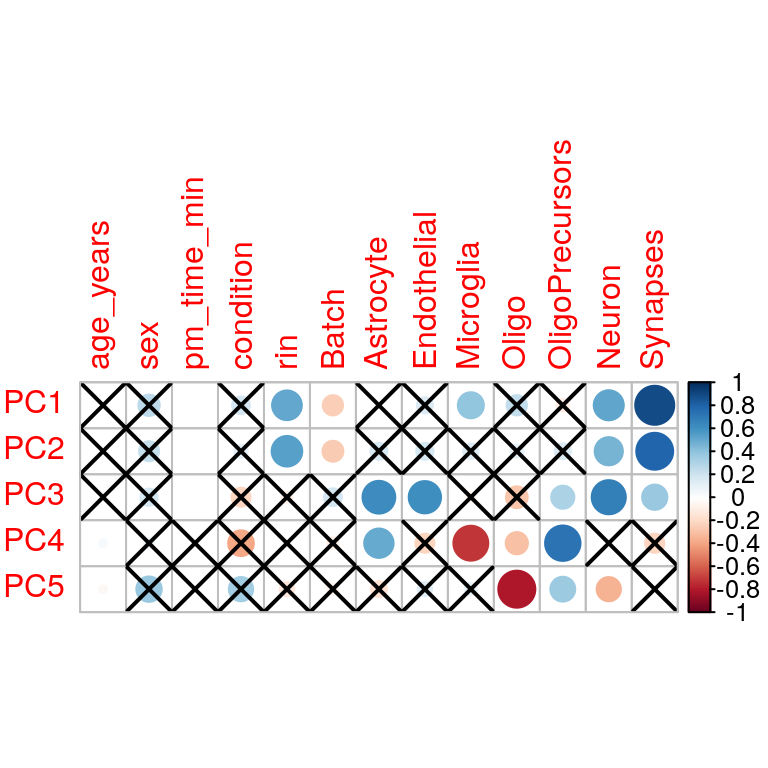 age_years
sex
pm_time_min
condition
rin
Batch
Astrocyte
Endothelial
Microglia
Oligo
OligoPrecursors
Neuron
Synapses
PC1
PC2
PC3
PC4
PC5
1
0.8
0.6
0.4
0.2
0
-0.2
-0.4
-0.6
-0.8
-1